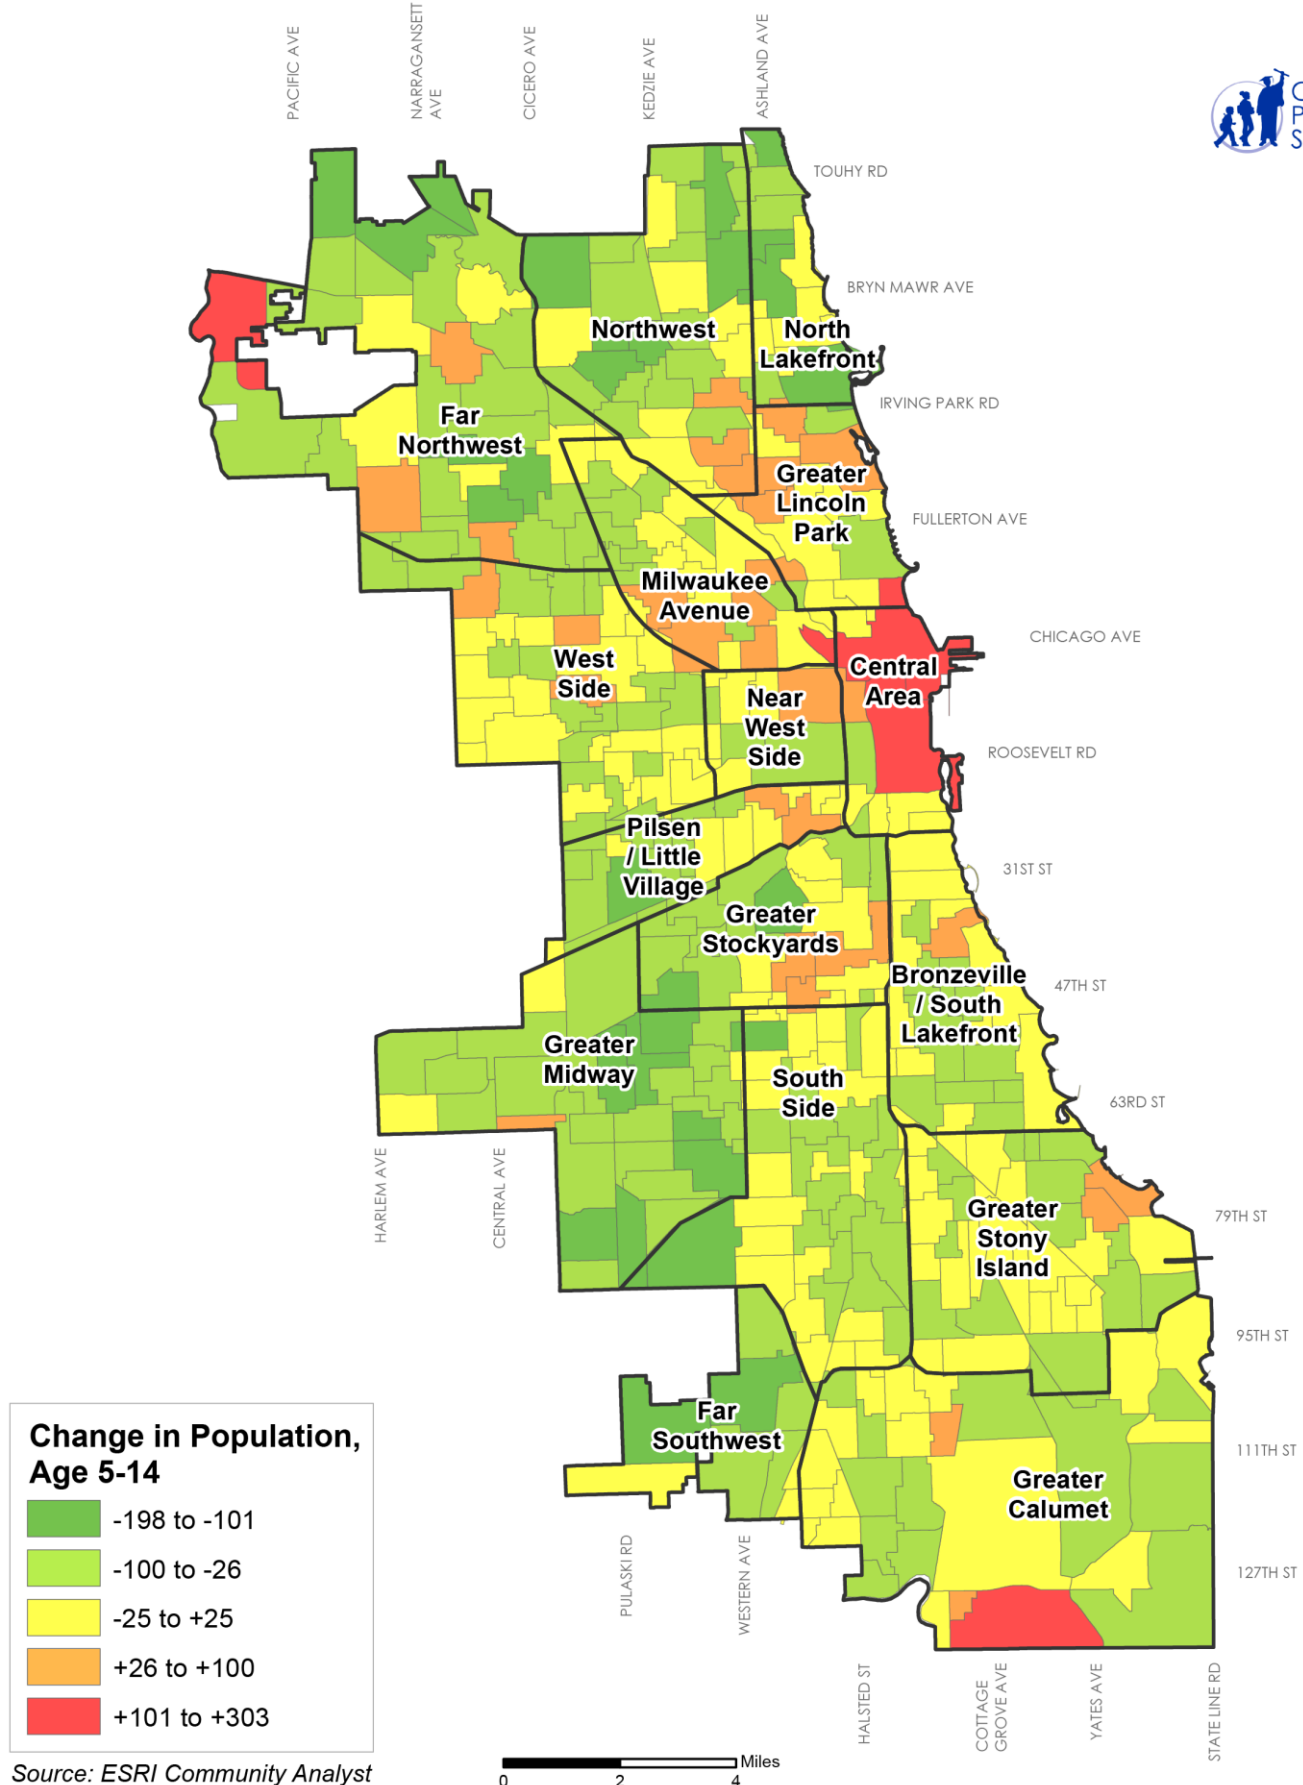 PACIFIC AVE
NARRAGANSETT
AVE
CICERO AVE
KEDZIE AVE
ASHLAND AVE
C
P
S
TOUHY RD
BRYN MAWR AVE
Northwest
North
Lakefront
IRVING PARK RD
Far
Northwest
Greater
Lincoln
Park
FULLERTON AVE
Milwaukee
Avenue
CHICAGO AVE
West
Side
Central
Area
Near
West
Side
ROOSEVELT RD
Pilsen
/ Little
Village
31ST ST
Greater
Stockyards
Bronzeville
/ South
Lakefront
47TH ST
Greater
Midway
South
Side
63RD ST
HARLEM AVE
CENTRAL AVE
Greater
Stony
Island
79TH ST
95TH ST
Far
Southwest
111TH ST
Greater
Calumet
127TH ST
PULASKI RD
WESTERN AVE
HALSTED ST
COTTAGE
GROVE AVE
YATES AVE
STATE LINE RD
Change in Population,
Age 5-14
-198 to -101
-100 to -26
-25 to +25
+26 to +100
+101 to +303
Source: ESRI Community Analyst
Miles
0 2 4